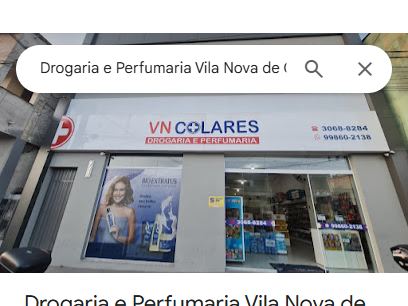 Drogaria e Perfumaria Vila Nova de C
VN COLARES
DROGARIA E PERFUMARIA
3068-8284
99860-2138
BIOEXTRATUS
3068-8284
99860-2138
Drogaria e Perfumaria Vila Nova de